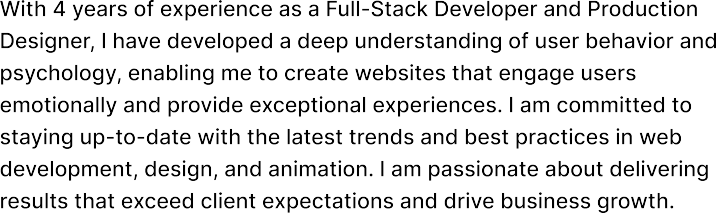 With 4 years of experience as a Full-Stack Developer and Production
Designer, I have developed a deep understanding of user behavior and
psychology, enabling me to create websites that engage users
emotionally and provide exceptional experiences. I am committed to
staying up-to-date with the latest trends and best practices in web
development, design, and animation. I am passionate about delivering
results that exceed client expectations and drive business growth.